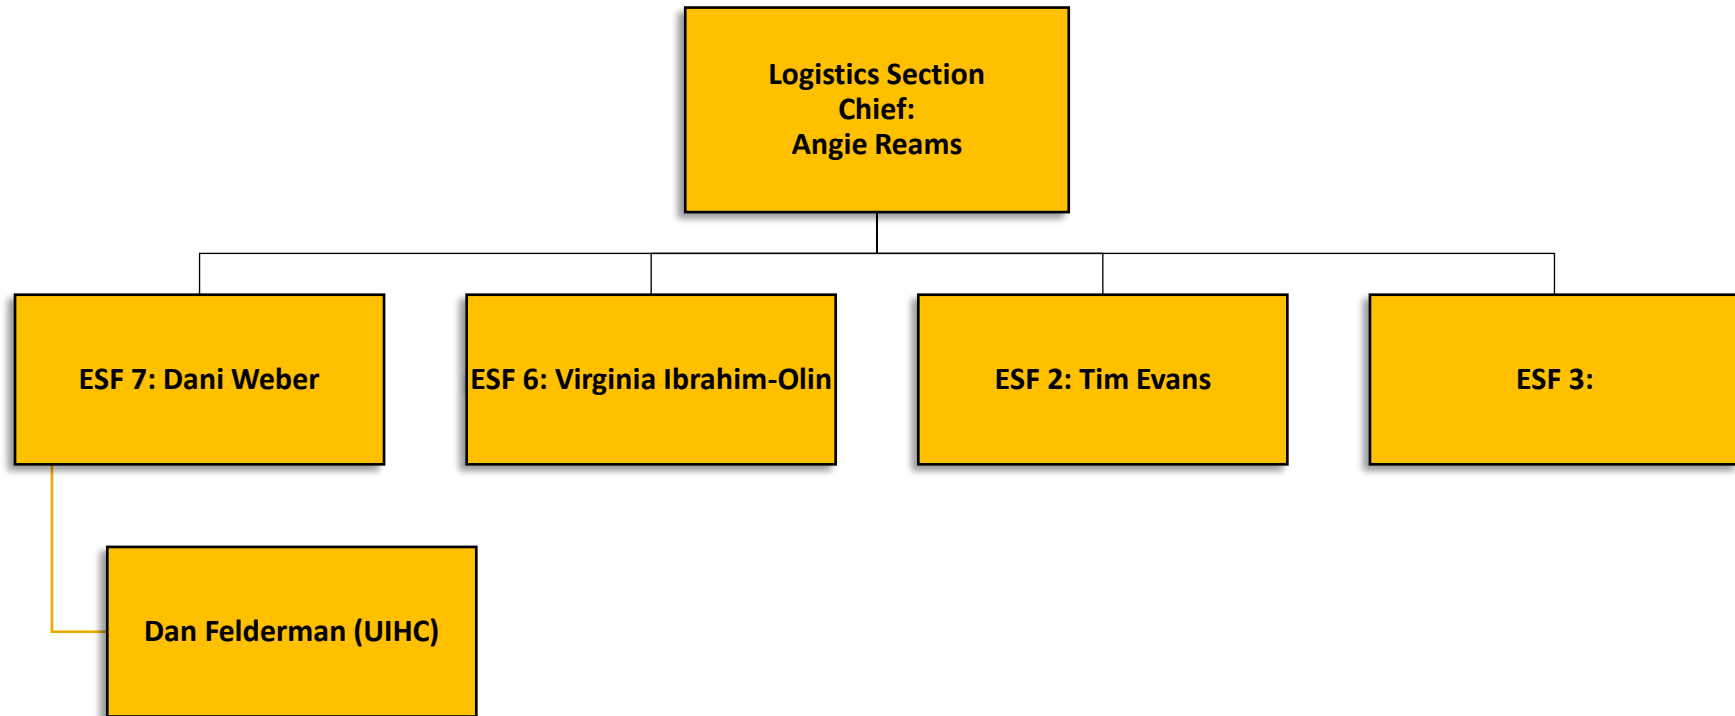 Logistics Section
Chief:
Angie Reams
ESF 7: Dani Weber
ESF 6: Virginia Ibrahim-Olin
ESF 2: Tim Evans
ESF 3:
Dan Felderman (UIHC)